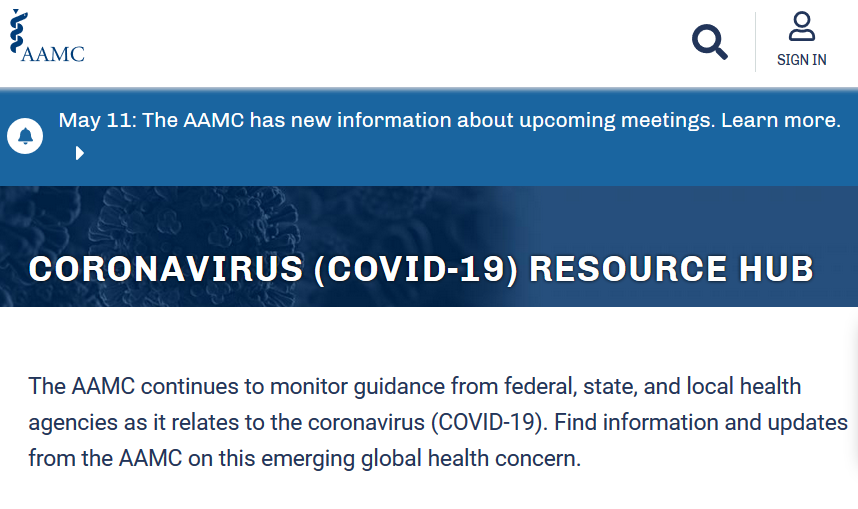 AAMC
SIGN IN
May 11: The AAMC has new information about upcoming meetings. Learn more.
CORONAVIRUS (COVID-19) RESOURCE HUB
The AAMC continues to monitor guidance from federal, state, and local health
agencies as it relates to the coronavirus (COVID-19). Find information and updates
from the AAMC on this emerging global health concern.